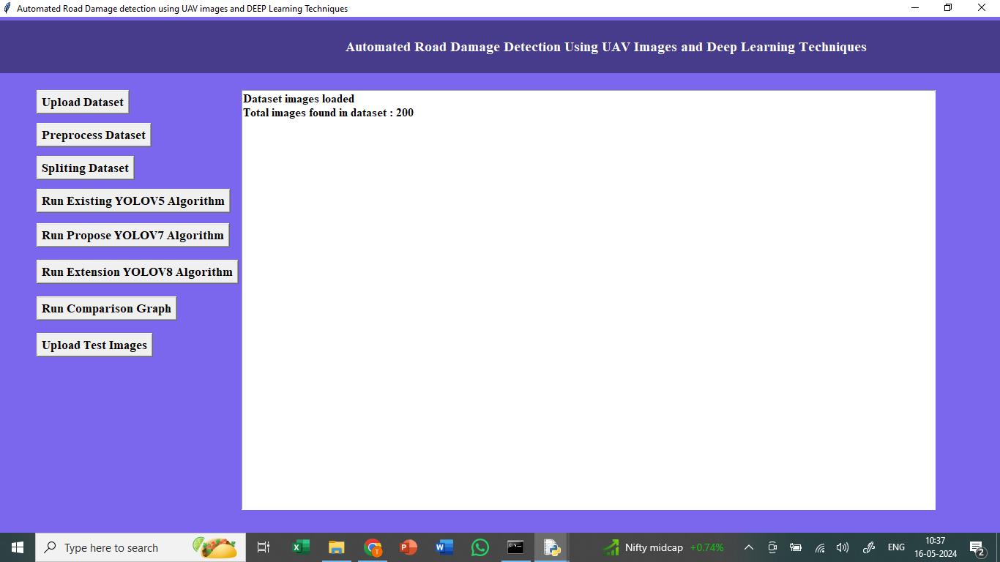 Automated Road Damage detection using UAV images and DEEP Learning Techniques
Automated Road Damage Detection Using UAV Images and Deep Learning Techniques
Upload Dataset
Preprocess Dataset
Spliting Dataset
Run Existing YOLOV5 Algorithm
Run Propose YOLOV7 Algorithm
Run Extension YOLOV8 Algorithm
Run Comparison Graph
Upload Test Images
Dataset images loaded
Total images found in dataset : 200
Type here to search
Nifty midcap +0.74%
ENG
10:37
16-05-2024
2